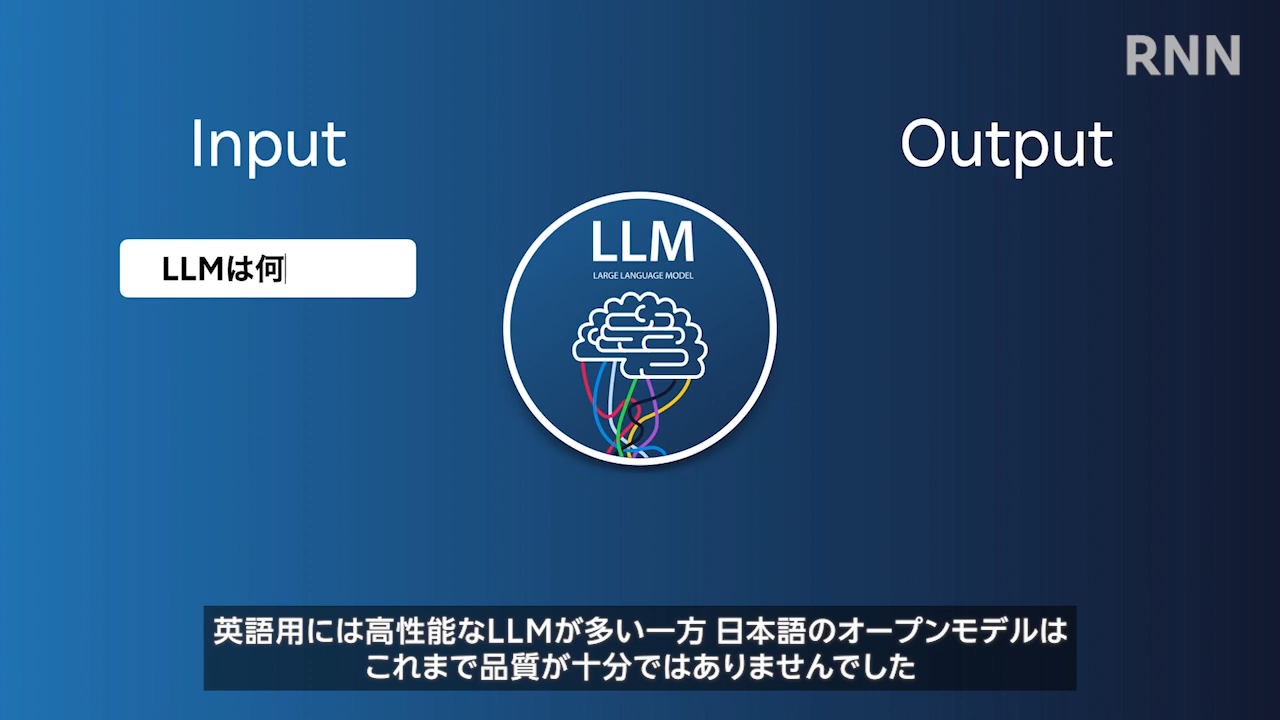 RNN
Input
Output
LLMは何
LLM
LARGE LANGUAGE MODEL
英語用には高性能なLLMが多い一方 日本語のオープンモデルは
これまで品質が十分ではありませんでした